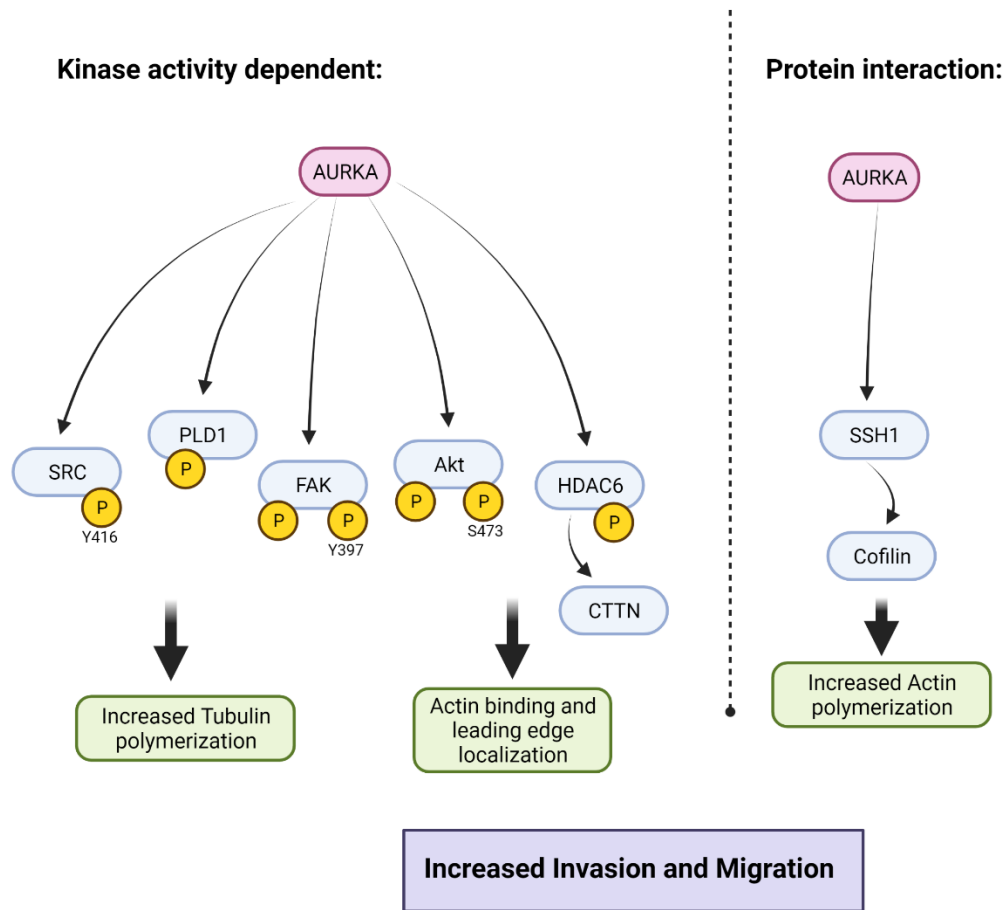 Kinase activity dependent:
Protein interaction:
AURKA
AURKA
PLD1
P
SRC
P
Y416
FAK
P
P
Y397
Akt
P
P
S473
HDAC6
P
CTTN
SSH1
Cofilin
Increased Tubulin
polymerization
Actin binding and
leading edge
localization
Increased Actin
polymerization
Increased Invasion and Migration